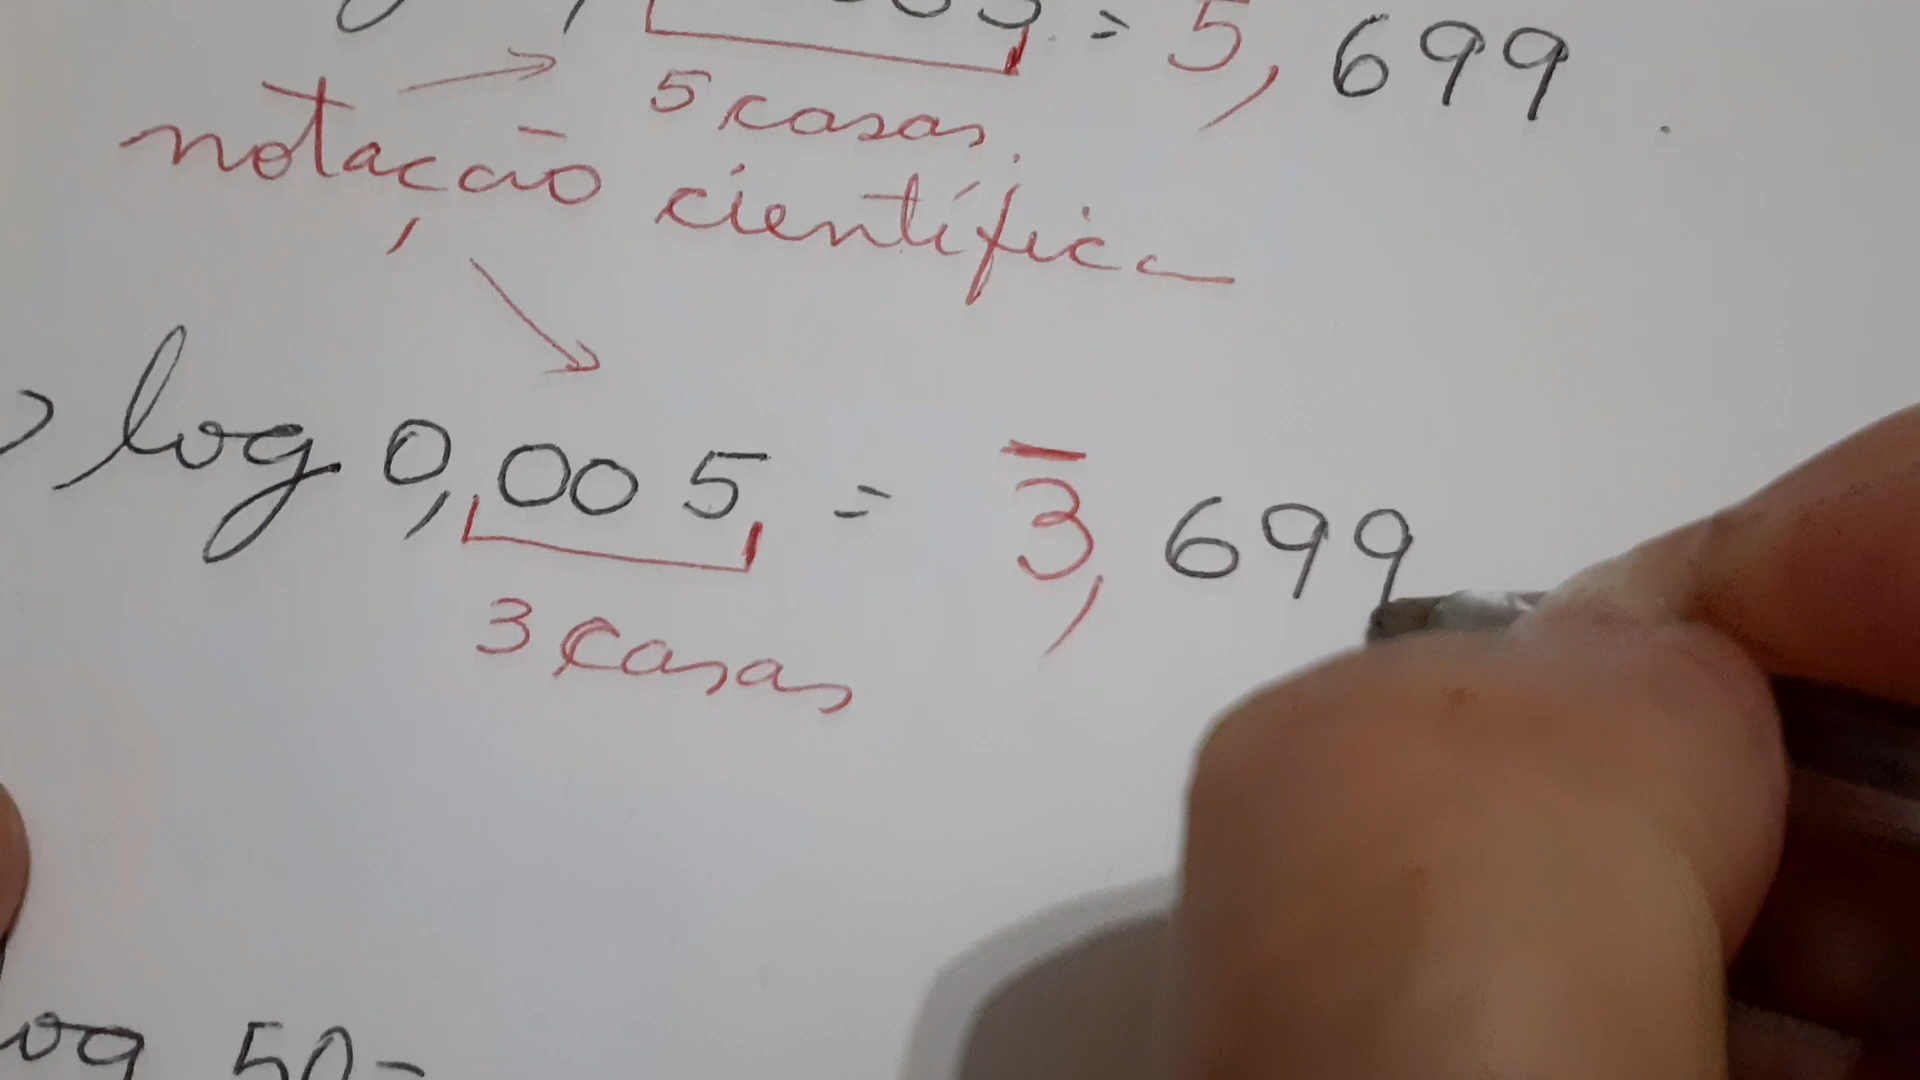 = 5,699
5 casas
notação científica
log 0,005 = 3̅,699
3 casas
50=